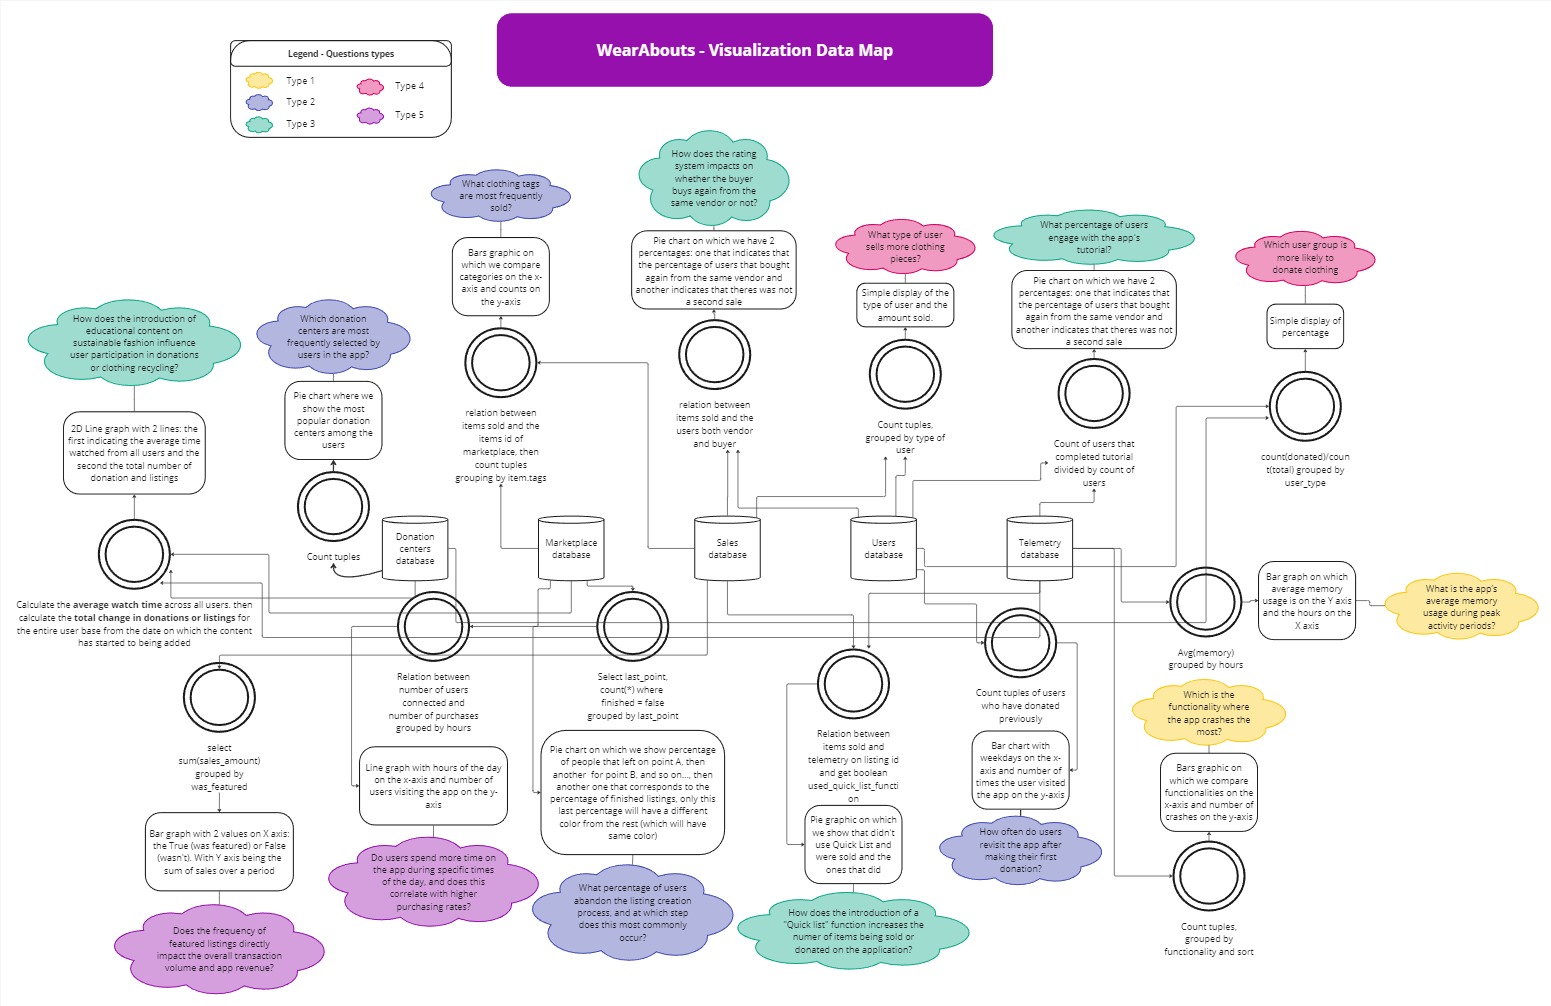 WearAbouts - Visualization Data Map
Legend - Questions types
Type 1
Type 2
Type 3
Type 4
Type 5
How does the rating
system impacts on
whether the buyer
buys again from the
same vendor or not?
What clothing tags
are most frequently
sold?
What type of user
sells more clothing
pieces?
What percentage of users
engage with the app's
tutorial?
Which user group is
more likely to
donate clothing
Bars graphic on
which we compare
categories on the x-
axis and counts on
the y-axis
Pie chart on which we have 2
percentages: one that indicates that
the percentage of users that bought
again from the same vendor and
another indicates that theres was not
a second sale
Simple display of the
type of user and the
amount sold.
Pie chart on which we have 2
percentages: one that indicates that
the percentage of users that bought
again from the same vendor and
another indicates that theres was not
a second sale
Simple display of
percentage
How does the introduction of
educational content on
sustainable fashion influence
user participation in donations
or clothing recycling?
Which donation
centers are most
frequently selected by
users in the app?
Pie chart where we
show the most
popular donation
centers among the
users
2D Line graph with 2 lines: the
first indicating the average time
watched from all users and the
second the total number of
donation and listings
relation between
items sold and the
items id of
marketplace, then
count tuples
grouping by item.tags
relation between
items sold and the
users both vendor
and buyer
Count tuples,
grouped by type of
user
Count of users that
completed tutorial
divided by count of
users
count(donated)/coun
t(total) grouped by
user_type
Count tuples
Donation
centers
database
Marketplace
database
Sales
database
Users
database
Telemetry
database
Calculate the average watch time across all users. then
calculate the total change in donations or listings for
the entire user base from the date on which the content
has started to being added
Bar graph on which
average memory
usage is on the Y axis
and the hours on the
X axis
What is the app's
average memory
usage during peak
activity periods?
Avg(memory)
grouped by hours
Relation between
number of users
connected and
number of purchases
grouped by hours
Select last_point,
count(*) where
finished = false
grouped by last_point
Relation between
items sold and
telemetry on listing id
and get boolean
used_quick_list_functi
on
Count tuples of users
who have donated
previously
Which is the
functionality where
the app crashes the
most?
select
sum(sales_amount)
grouped by
was_featured
Line graph with hours of the day
on the x-axis and number of
users visiting the app on the y-
axis
Pie chart on which we show percentage
of people that left on point A, then
another for point B, and so on..., then
another one that corresponds to the
percentage of finished listings, only this
last percentage will have a different
color from the rest (which will have
same color)
Pie graphic on which
we show that didn't
use Quick List and
were sold and the
ones that did
Bar chart with
weekdays on the x-
axis and number of
times the user visited
the app on the y-axis
Bars graphic on
which we compare
functionalities on the
x-axis and number of
crashes on the y-axis
Bar graph with 2 values on X axis:
the True (was featured) or False
(wasn't). With Y axis being the
sum of sales over a period
Do users spend more time on
the app during specific times
of the day, and does this
correlate with higher
purchasing rates?
What percentage of users
abandon the listing creation
process, and at which step
does this most commonly
occur?
How often do users
revisit the app after
making their first
donation?
Does the frequency of
featured listings directly
impact the overall transaction
volume and app revenue?
How does the introduction of a
"Quick list" function increases the
numer of items being sold or
donated on the application?
Count tuples,
grouped by
functionality and sort